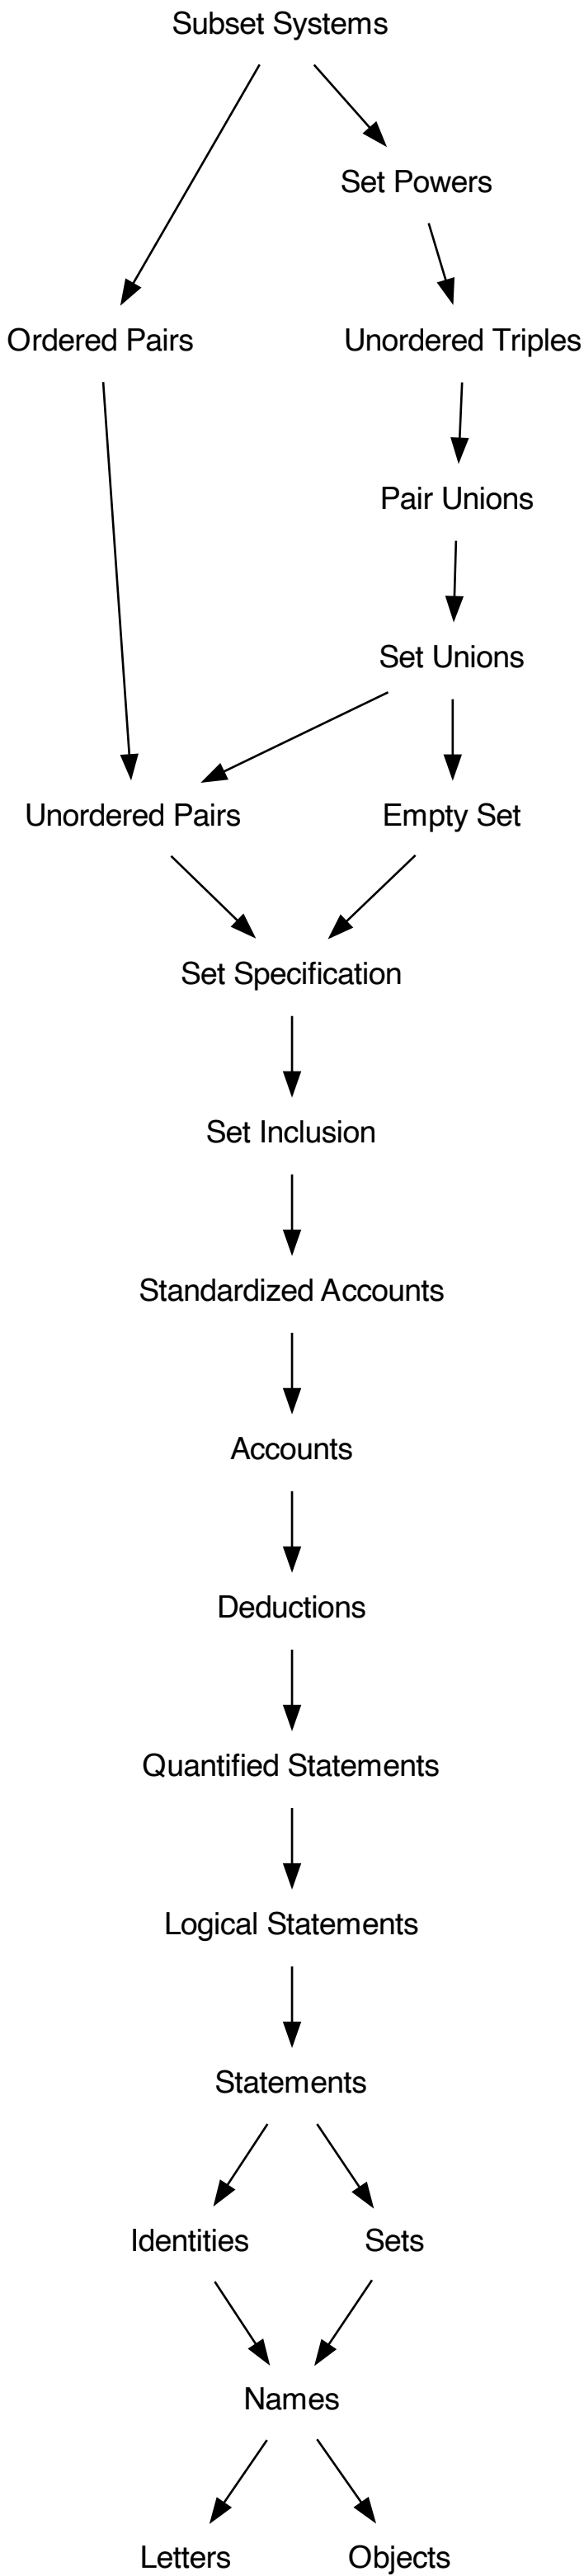 Subset Systems
Set Powers
Ordered Pairs
Unordered Triples
Pair Unions
Set Unions
Unordered Pairs
Empty Set
Set Specification
Set Inclusion
Standardized Accounts
Accounts
Deductions
Quantified Statements
Logical Statements
Statements
Identities
Sets
Names
Letters
Objects